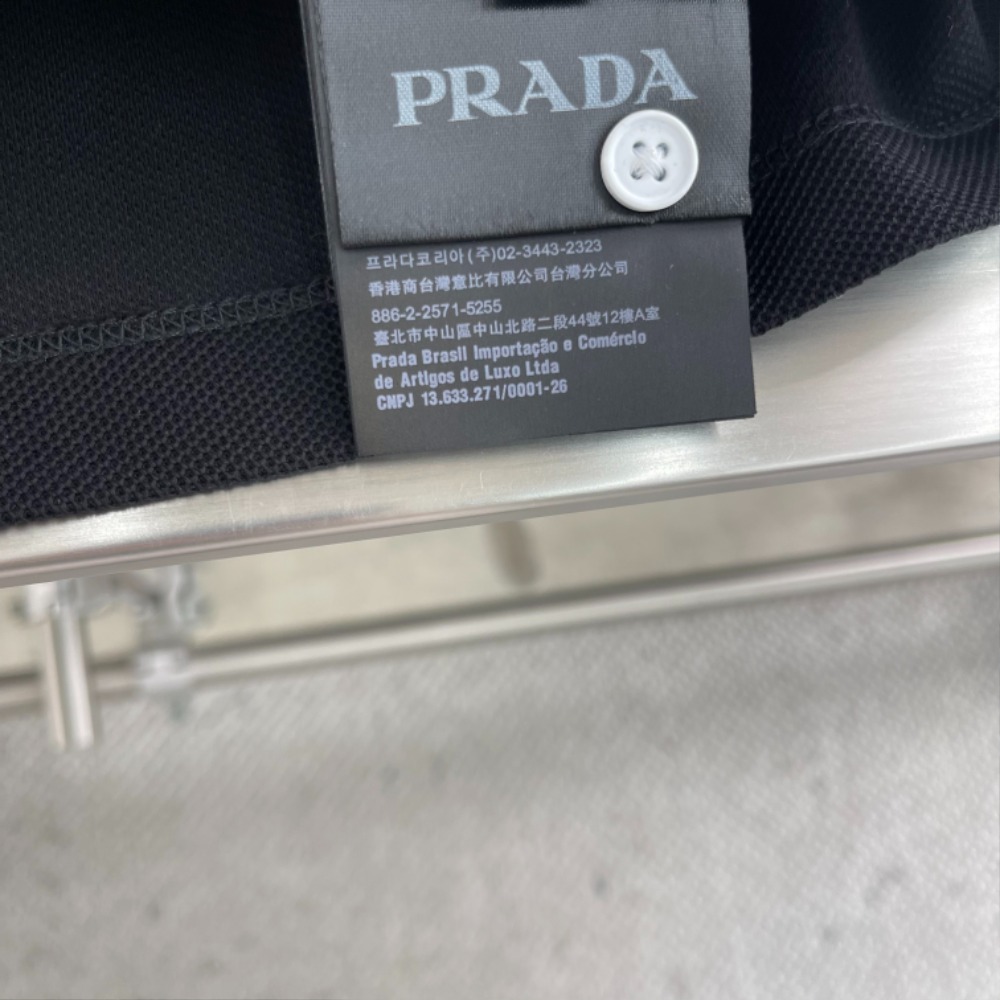 PRADA
프라다코리아(주)02-3443-2323
香港商台灣意比有限公司台灣分公司
886-2-2571-5255
臺北市中山區中山北路二段44號12樓A室
Prada Brasil Importação e Comércio
de Artigos de Luxo Ltda
CNPJ 13.633.271/0001-26